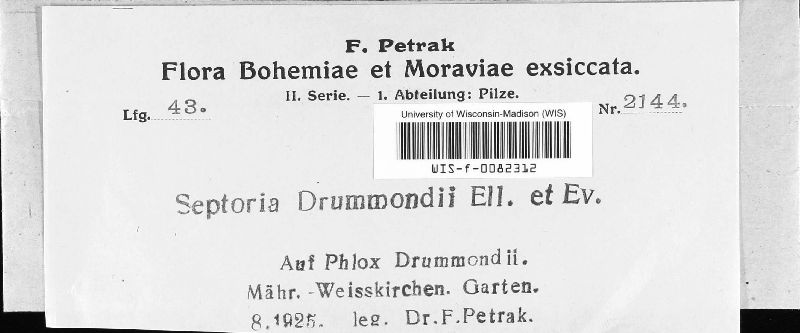 F. Petrak
Flora Bohemiae et Moraviae exsiccata.
II. Serie. — 1. Abteilung: Pilze.
Lfg. 43.
Nr. 2144.
University of Wisconsin-Madison (WIS)
WIS-f-0082312
Septoria Drummondii Ell. et Ev.
Auf Phlox Drummondii.
Mähr.-Weisskirchen. Garten.
8.1925. leg. Dr.F.Petrak.